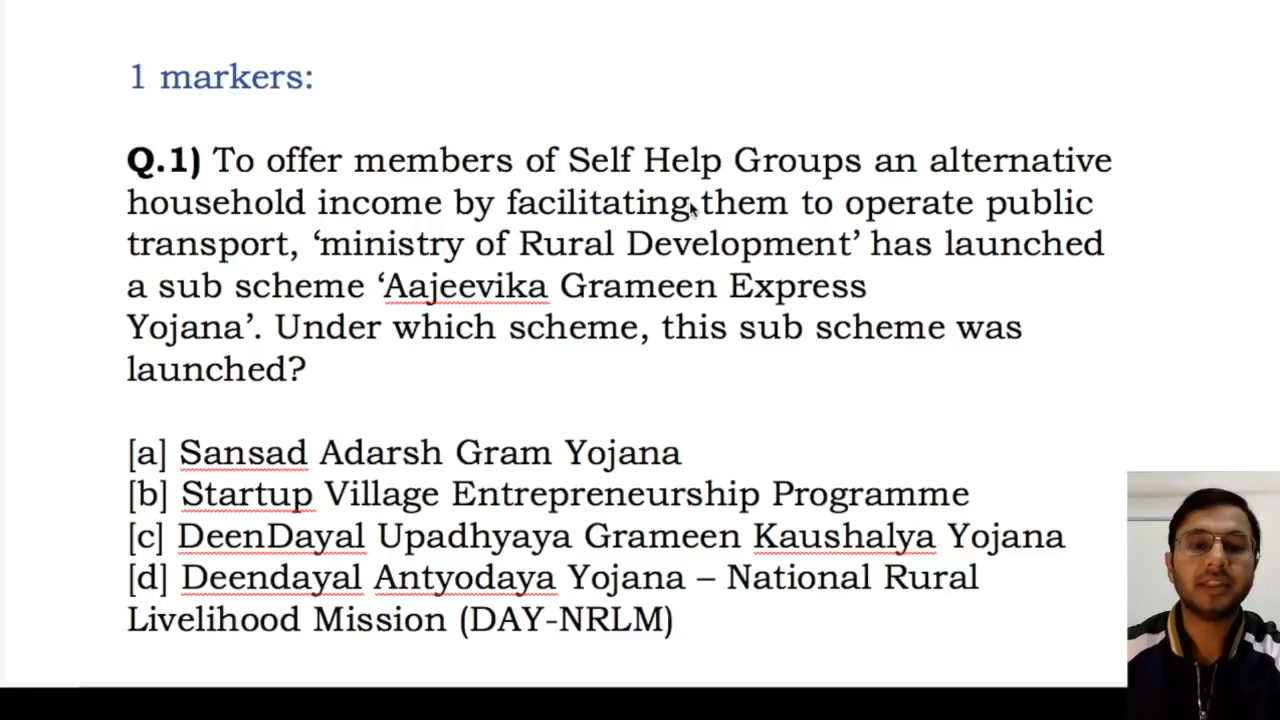 1 markers:
Q.1) To offer members of Self Help Groups an alternative
household income by facilitating them to operate public
transport, ‘ministry of Rural Development’ has launched
a sub scheme ‘Aajeevika Grameen Express
Yojana’. Under which scheme, this sub scheme was
launched?
[a] Sansad Adarsh Gram Yojana
[b] Startup Village Entrepreneurship Programme
[c] DeenDayal Upadhyaya Grameen Kaushalya Yojana
[d] Deendayal Antyodaya Yojana – National Rural
Livelihood Mission (DAY-NRLM)